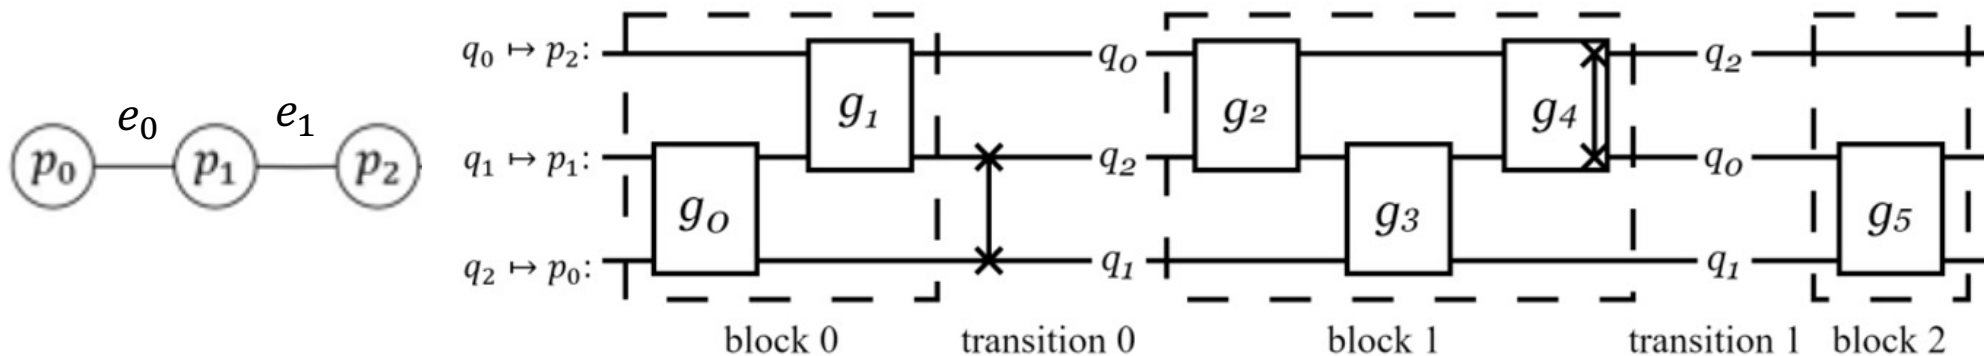 e₀ e₁
p₀ p₁ p₂
q₀ ↦ p₂: q₀ q₂
g₁ g₂ g₄
q₁ ↦ p₁: q₂ q₀
g₀ g₃ g₅
q₂ ↦ p₀: q₁ q₁
block 0 transition 0 block 1 transition 1 block 2